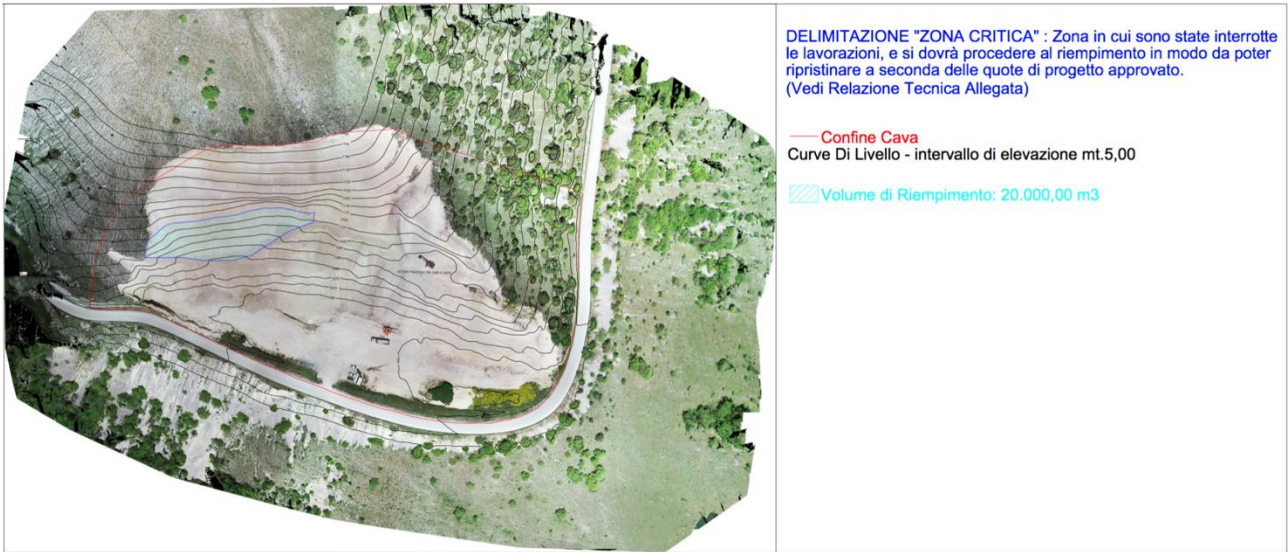 DELIMITAZIONE "ZONA CRITICA" : Zona in cui sono state interrotte
le lavorazioni, e si dovrà procedere al riempimento in modo da poter
ripristinare a seconda delle quote di progetto approvato.
(Vedi Relazione Tecnica Allegata)
Confine Cava
Curve Di Livello - intervallo di elevazione mt.5,00
Volume di Riempimento: 20.000,00 m3